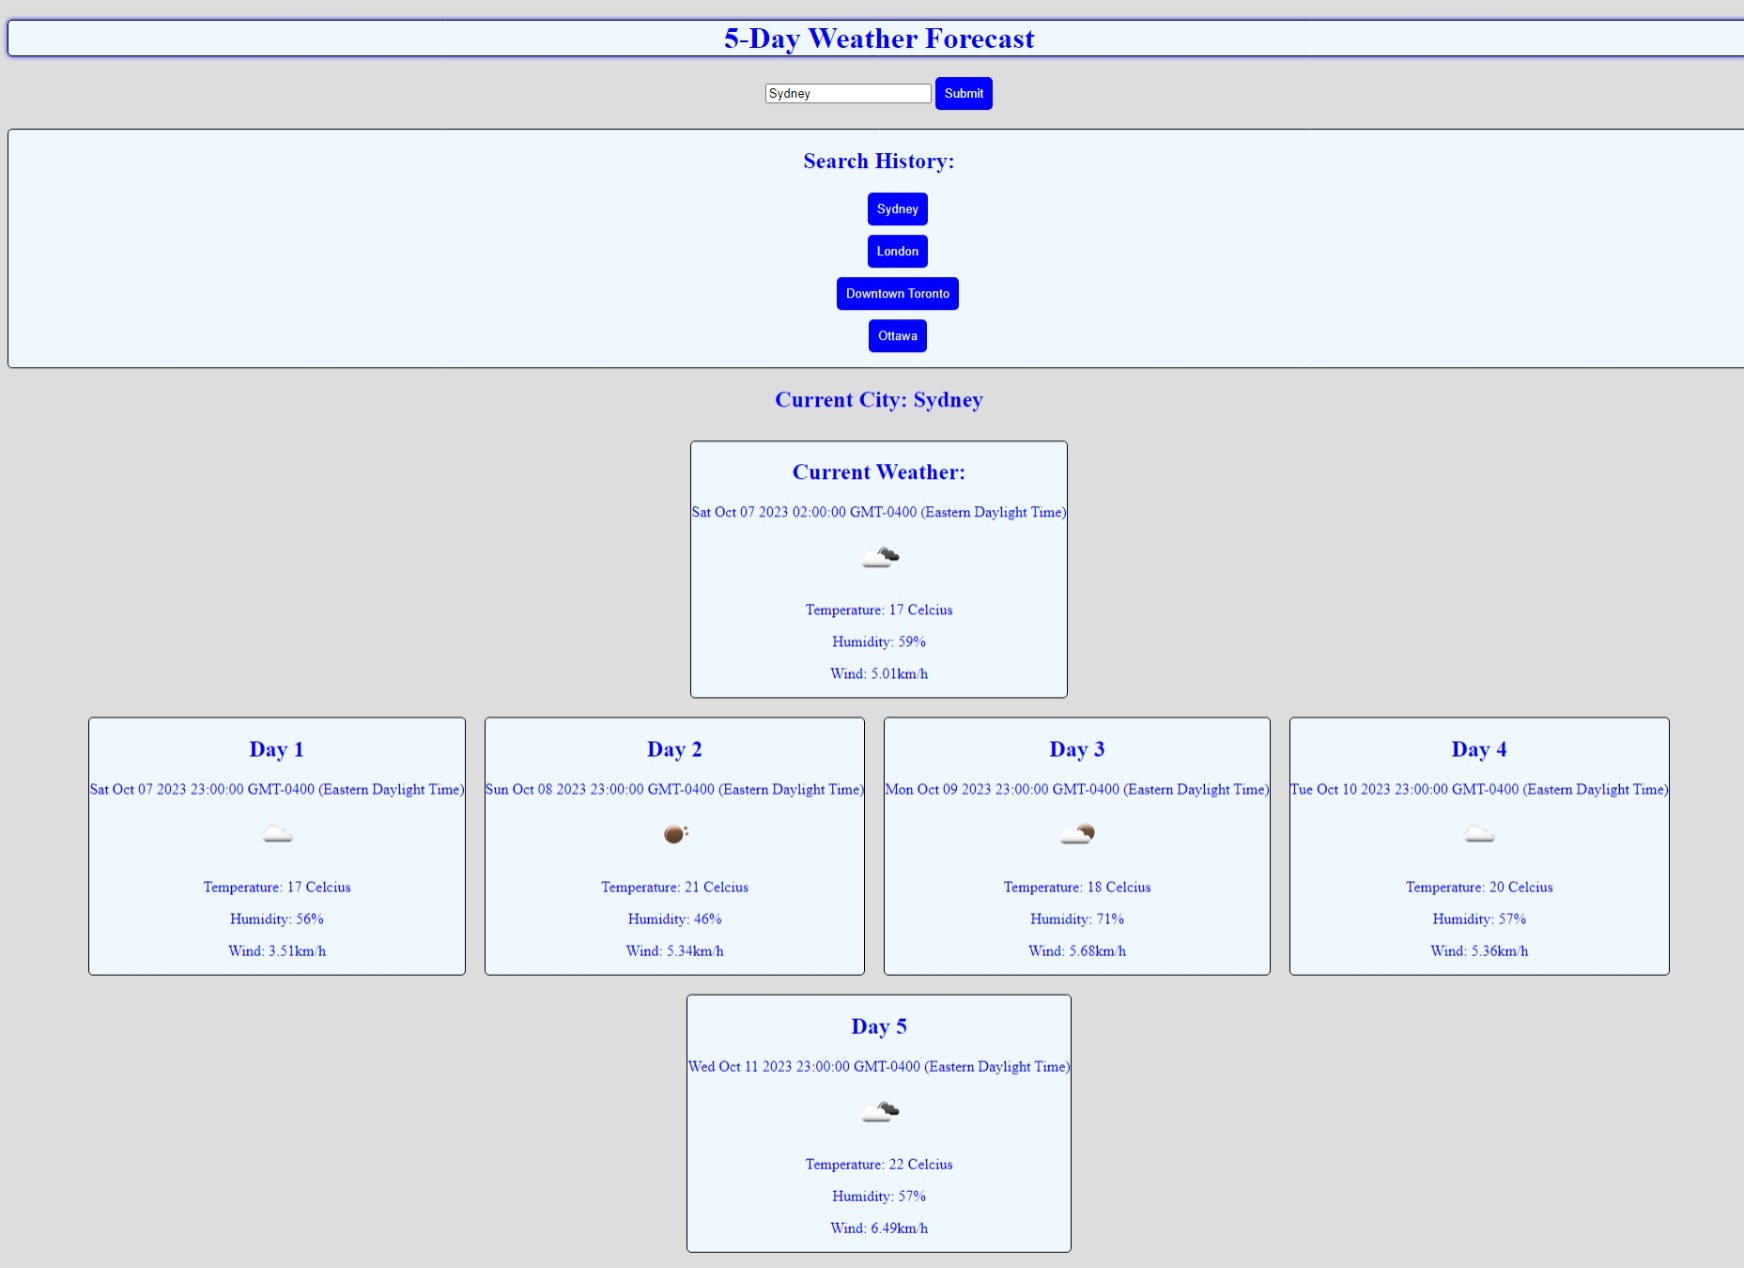 5-Day Weather Forecast
Sydney Submit
Search History:
Sydney
London
Downtown Toronto
Ottawa
Current City: Sydney
Current Weather:
Sat Oct 07 2023 02:00:00 GMT-0400 (Eastern Daylight Time)
Temperature: 17 Celcius
Humidity: 59%
Wind: 5.01km/h
Day 1
Sat Oct 07 2023 23:00:00 GMT-0400 (Eastern Daylight Time)
Temperature: 17 Celcius
Humidity: 56%
Wind: 3.51km/h
Day 2
Sun Oct 08 2023 23:00:00 GMT-0400 (Eastern Daylight Time)
Temperature: 21 Celcius
Humidity: 46%
Wind: 5.34km/h
Day 3
Mon Oct 09 2023 23:00:00 GMT-0400 (Eastern Daylight Time)
Temperature: 18 Celcius
Humidity: 71%
Wind: 5.68km/h
Day 4
Tue Oct 10 2023 23:00:00 GMT-0400 (Eastern Daylight Time)
Temperature: 20 Celcius
Humidity: 57%
Wind: 5.36km/h
Day 5
Wed Oct 11 2023 23:00:00 GMT-0400 (Eastern Daylight Time)
Temperature: 22 Celcius
Humidity: 57%
Wind: 6.49km/h